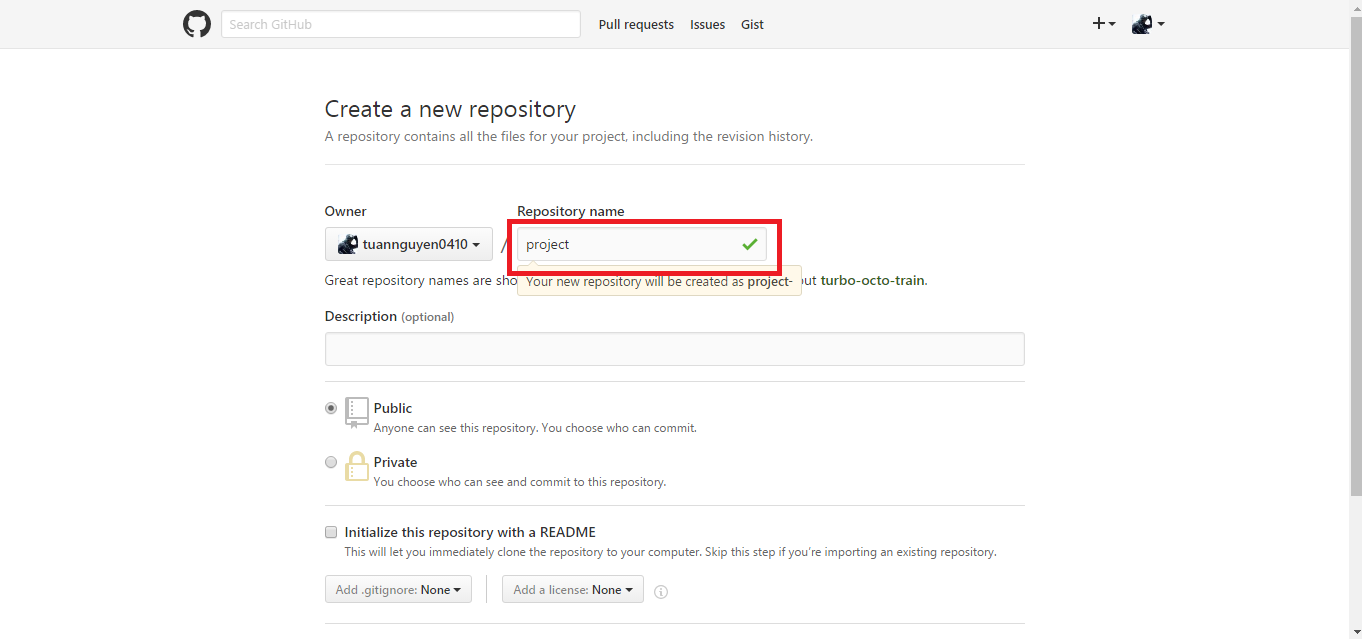 Search GitHub Pull requests Issues Gist
Create a new repository
A repository contains all the files for your project, including the revision history.
Owner Repository name
tuannguyen0410 / project
Great repository names are sho
Your new repository will be created as project-
out turbo-octo-train.
Description (optional)
Public
Anyone can see this repository. You choose who can commit.
Private
You choose who can see and commit to this repository.
Initialize this repository with a README
This will let you immediately clone the repository to your computer. Skip this step if you’re importing an existing repository.
Add .gitignore: None Add a license: None